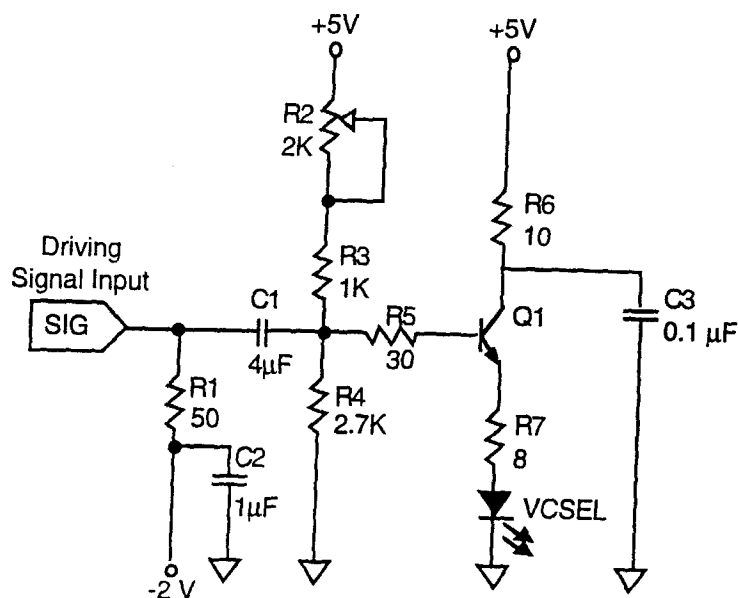 +5V
+5V
R2
2K
R6
10
Driving
Signal Input
R3
1K
SIG
C1
4µF
R5
30
Q1
C3
0.1 µF
R1
50
R4
2.7K
C2
1µF
R7
8
VCSEL
-2 V